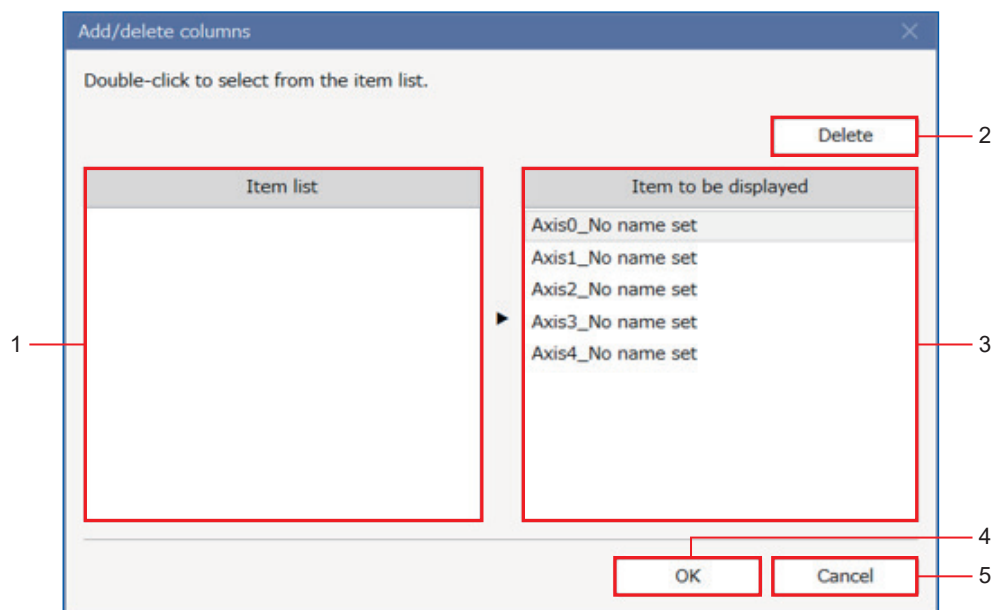 Add/delete columns
Double-click to select from the item list.
Delete
2
Item list
Item to be displayed
Axis0_No name set
Axis1_No name set
Axis2_No name set
Axis3_No name set
1
3
Axis4_No name set
4
OK
Cancel
5